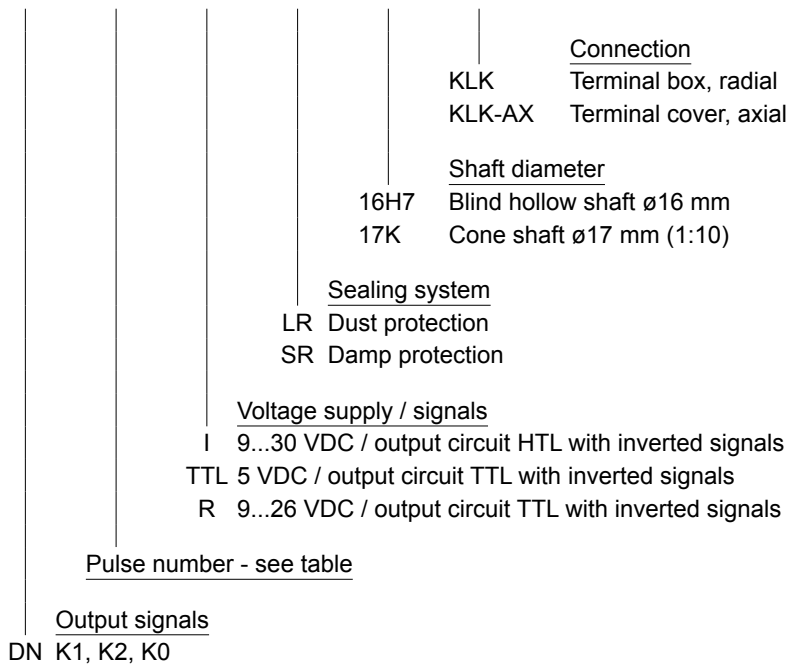 Connection
KLK Terminal box, radial
KLK-AX Terminal cover, axial
Shaft diameter
16H7 Blind hollow shaft ø16 mm
17K Cone shaft ø17 mm (1:10)
Sealing system
LR Dust protection
SR Damp protection
Voltage supply / signals
I 9...30 VDC / output circuit HTL with inverted signals
TTL 5 VDC / output circuit TTL with inverted signals
R 9...26 VDC / output circuit TTL with inverted signals
Pulse number - see table
Output signals
DN K1, K2, K0